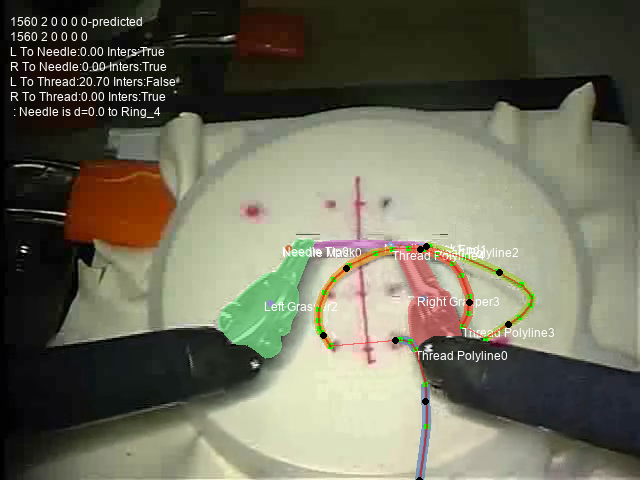 1560 2 0 0 0 0-predicted
1560 2 0 0 0 0
L To Needle:0.00 Inters:True
R To Needle:0.00 Inters:True
L To Thread:20.70 Inters:False
R To Thread:0.00 Inters:True
: Needle is d=0.0 to Ring_4
Needle Mask0
Thread Polyline2
Left Grasper2
Right Grasper3
Thread Polyline3
Thread Polyline0